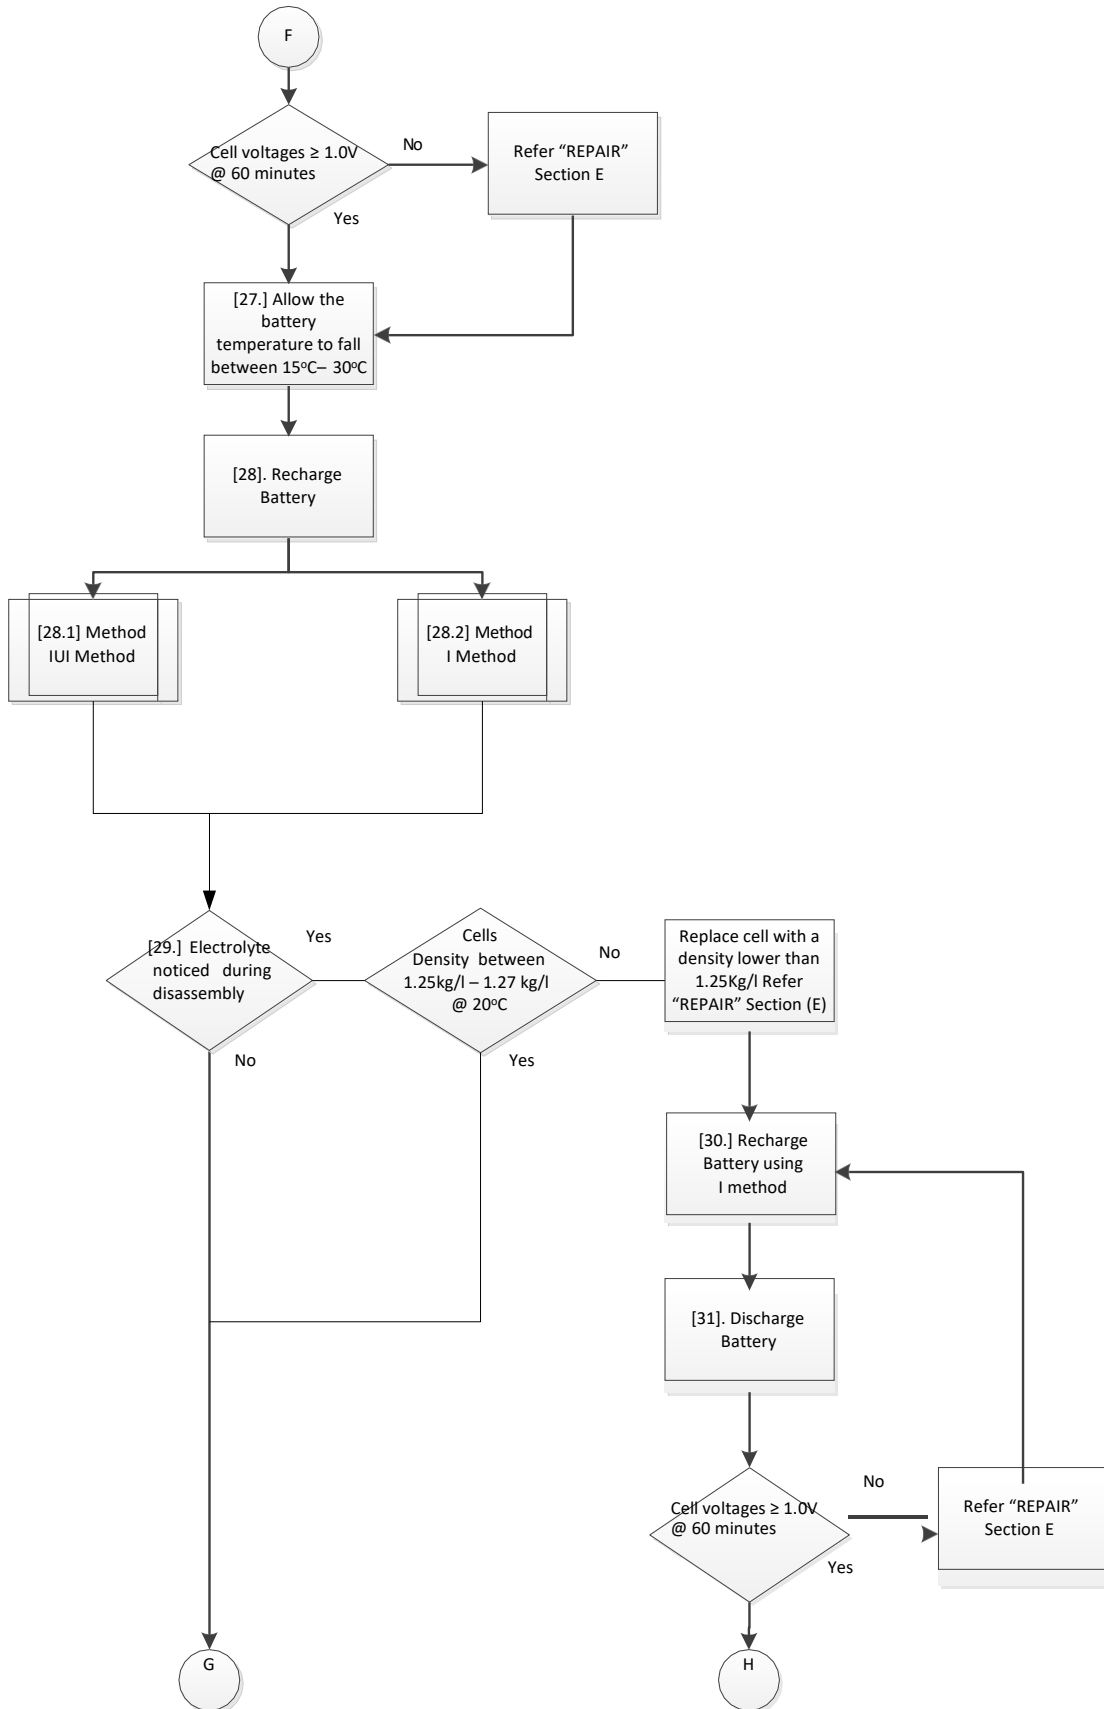 F
Cell voltages ≥ 1.0V
@ 60 minutes
No
Refer “REPAIR”
Section E
Yes
[27.] Allow the
battery
temperature to fall
between 15ºC– 30ºC
[28]. Recharge
Battery
[28.1] Method
IUI Method
[28.2] Method
I Method
[29.] Electrolyte
noticed during
disassembly
Yes
No
Cells
Density between
1.25kg/l – 1.27 kg/l
@ 20ºC
No
Yes
Replace cell with a
density lower than
1.25Kg/l Refer
“REPAIR” Section (E)
[30.] Recharge
Battery using
I method
[31]. Discharge
Battery
Cell voltages ≥ 1.0V
@ 60 minutes
No
Yes
Refer “REPAIR”
Section E
G
H